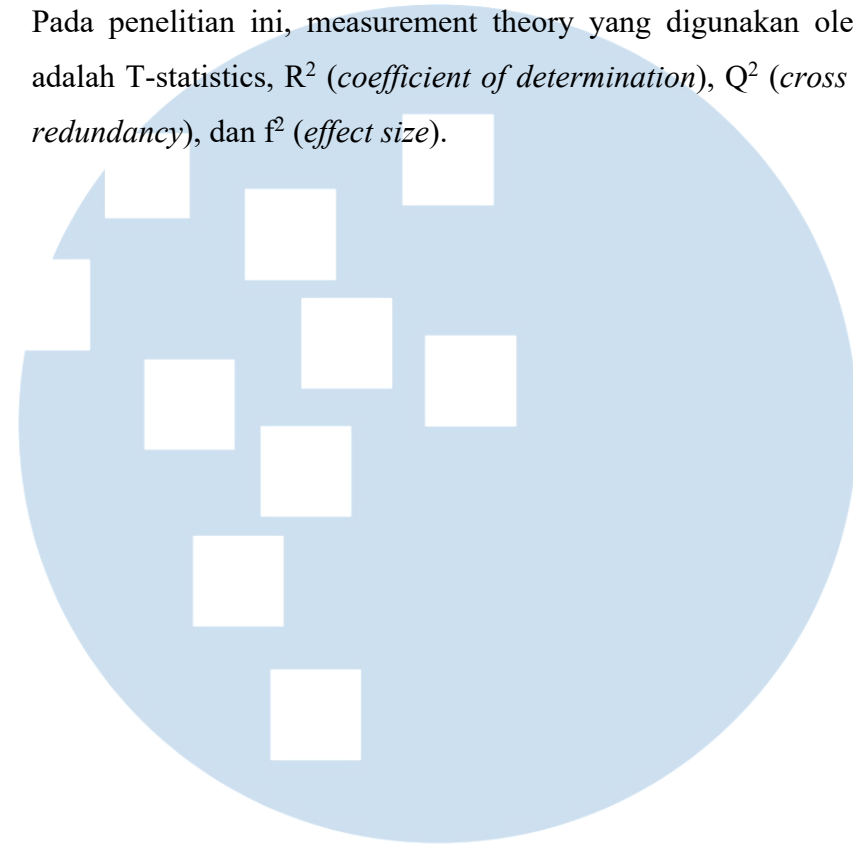 Pada penelitian ini, measurement theory yang digunakan ole
adalah T-statistics, R² (coefficient of determination), Q² (cross
redundancy), dan f² (effect size).